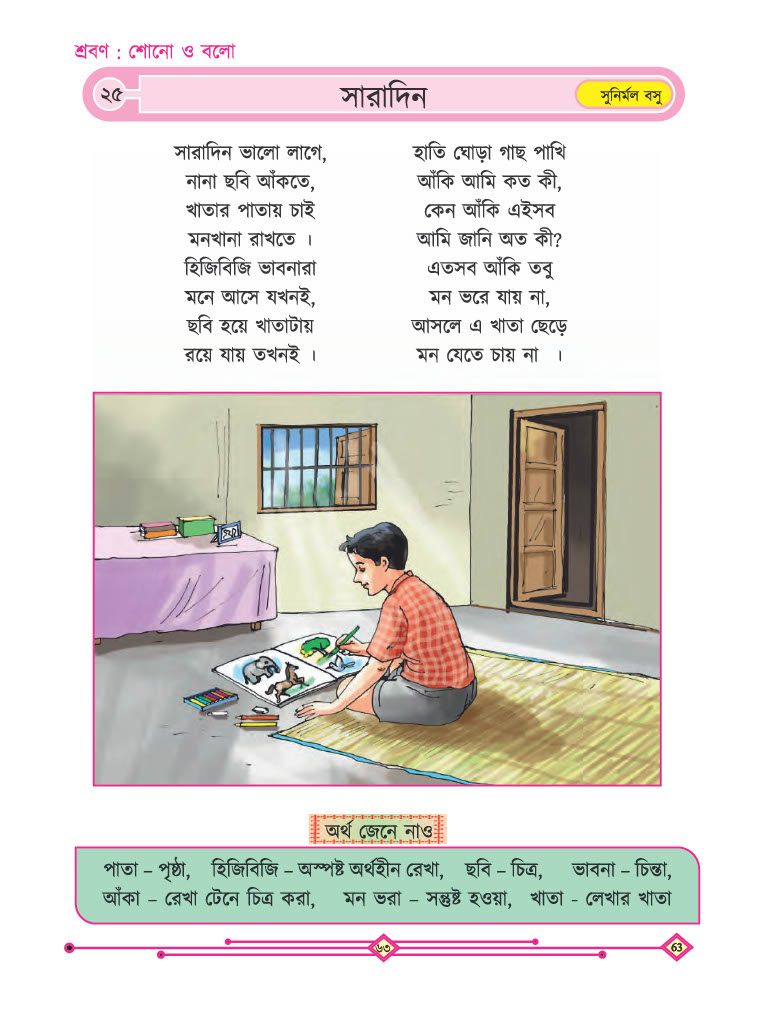 শ্রবণ : শোনো ও বলো
২৫
সারাদিন
সুনির্মল বসু
সারাদিন ভালো লাগে,
নানা ছবি আঁকতে,
খাতার পাতায় চাই
মনখানা রাখতে ।
হিজিবিজি ভাবনারা
মনে আসে যখনই,
ছবি হয়ে খাতাটায়
রয়ে যায় তখনই ।
হাতি ঘোড়া গাছ পাখি
আঁকি আমি কত কী,
কেন আঁকি এইসব
আমি জানি অত কী?
এতসব আঁকি তবু
মন ভরে যায় না,
আসলে এ খাতা ছেড়ে
মন যেতে চায় না ।
অর্থ জেনে নাও
পাতা – পৃষ্ঠা, হিজিবিজি – অস্পষ্ট অর্থহীন রেখা, ছবি – চিত্র, ভাবনা – চিন্তা,
আঁকা – রেখা টেনে চিত্র করা, মন ভরা – সন্তুষ্ট হওয়া, খাতা - লেখার খাতা
৬৩
63